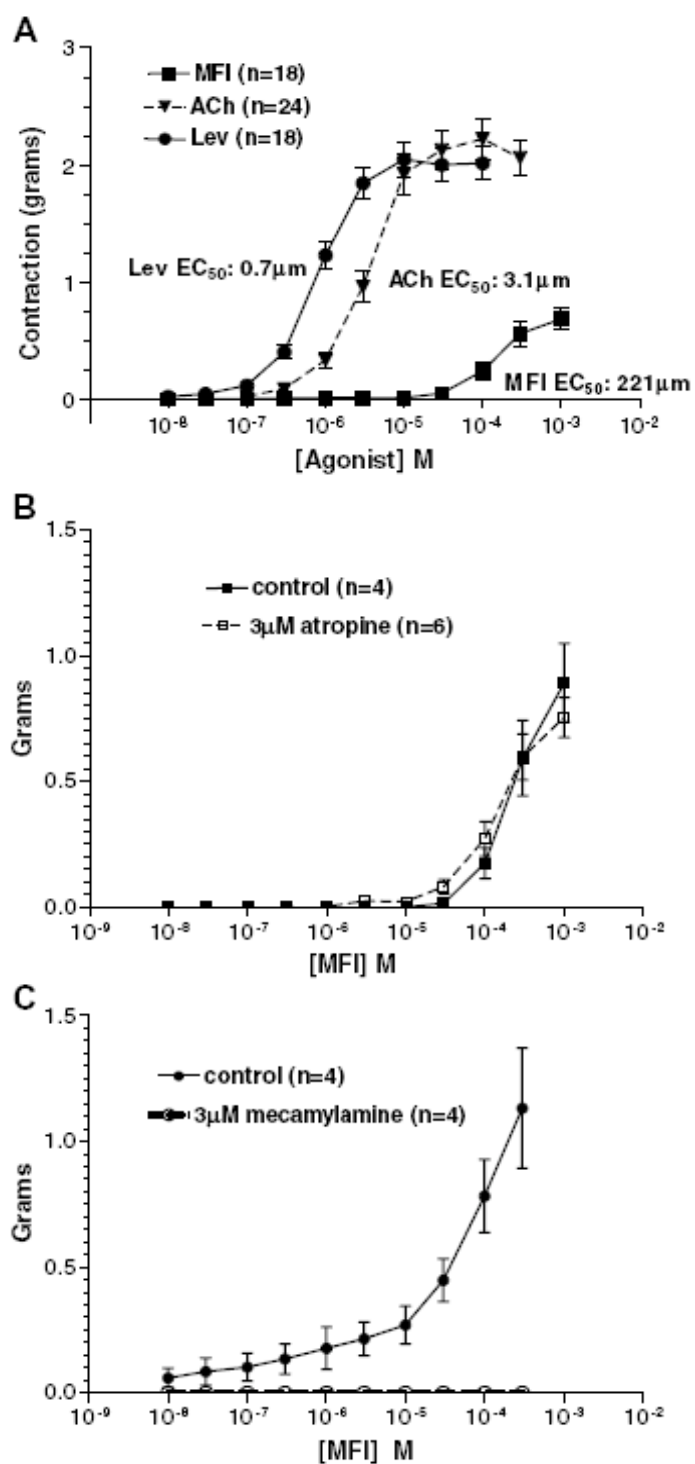 A
3
2
1
0
Contraction (grams)
MFI (n=18)
ACh (n=24)
Lev (n=18)
Lev EC₅₀: 0.7µm
ACh EC₅₀: 3.1µm
MFI EC₅₀: 221µm
10⁻⁸ 10⁻⁷ 10⁻⁶ 10⁻⁵ 10⁻⁴ 10⁻³ 10⁻²
[Agonist] M
B
1.5
1.0
0.5
0.0
Grams
control (n=4)
3µM atropine (n=6)
10⁻⁹ 10⁻⁸ 10⁻⁷ 10⁻⁶ 10⁻⁵ 10⁻⁴ 10⁻³ 10⁻²
[MFI] M
C
1.5
1.0
0.5
0.0
Grams
control (n=4)
3µM mecamylamine (n=4)
10⁻⁹ 10⁻⁸ 10⁻⁷ 10⁻⁶ 10⁻⁵ 10⁻⁴ 10⁻³ 10⁻²
[MFI] M